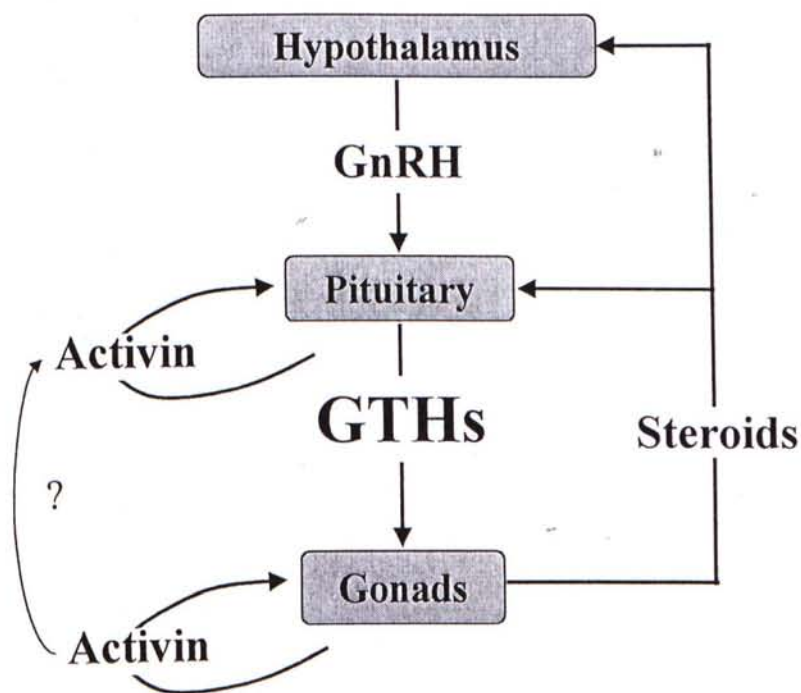 Hypothalamus
GnRH
Pituitary
Activin
GTHs
Steroids
?
Gonads
Activin